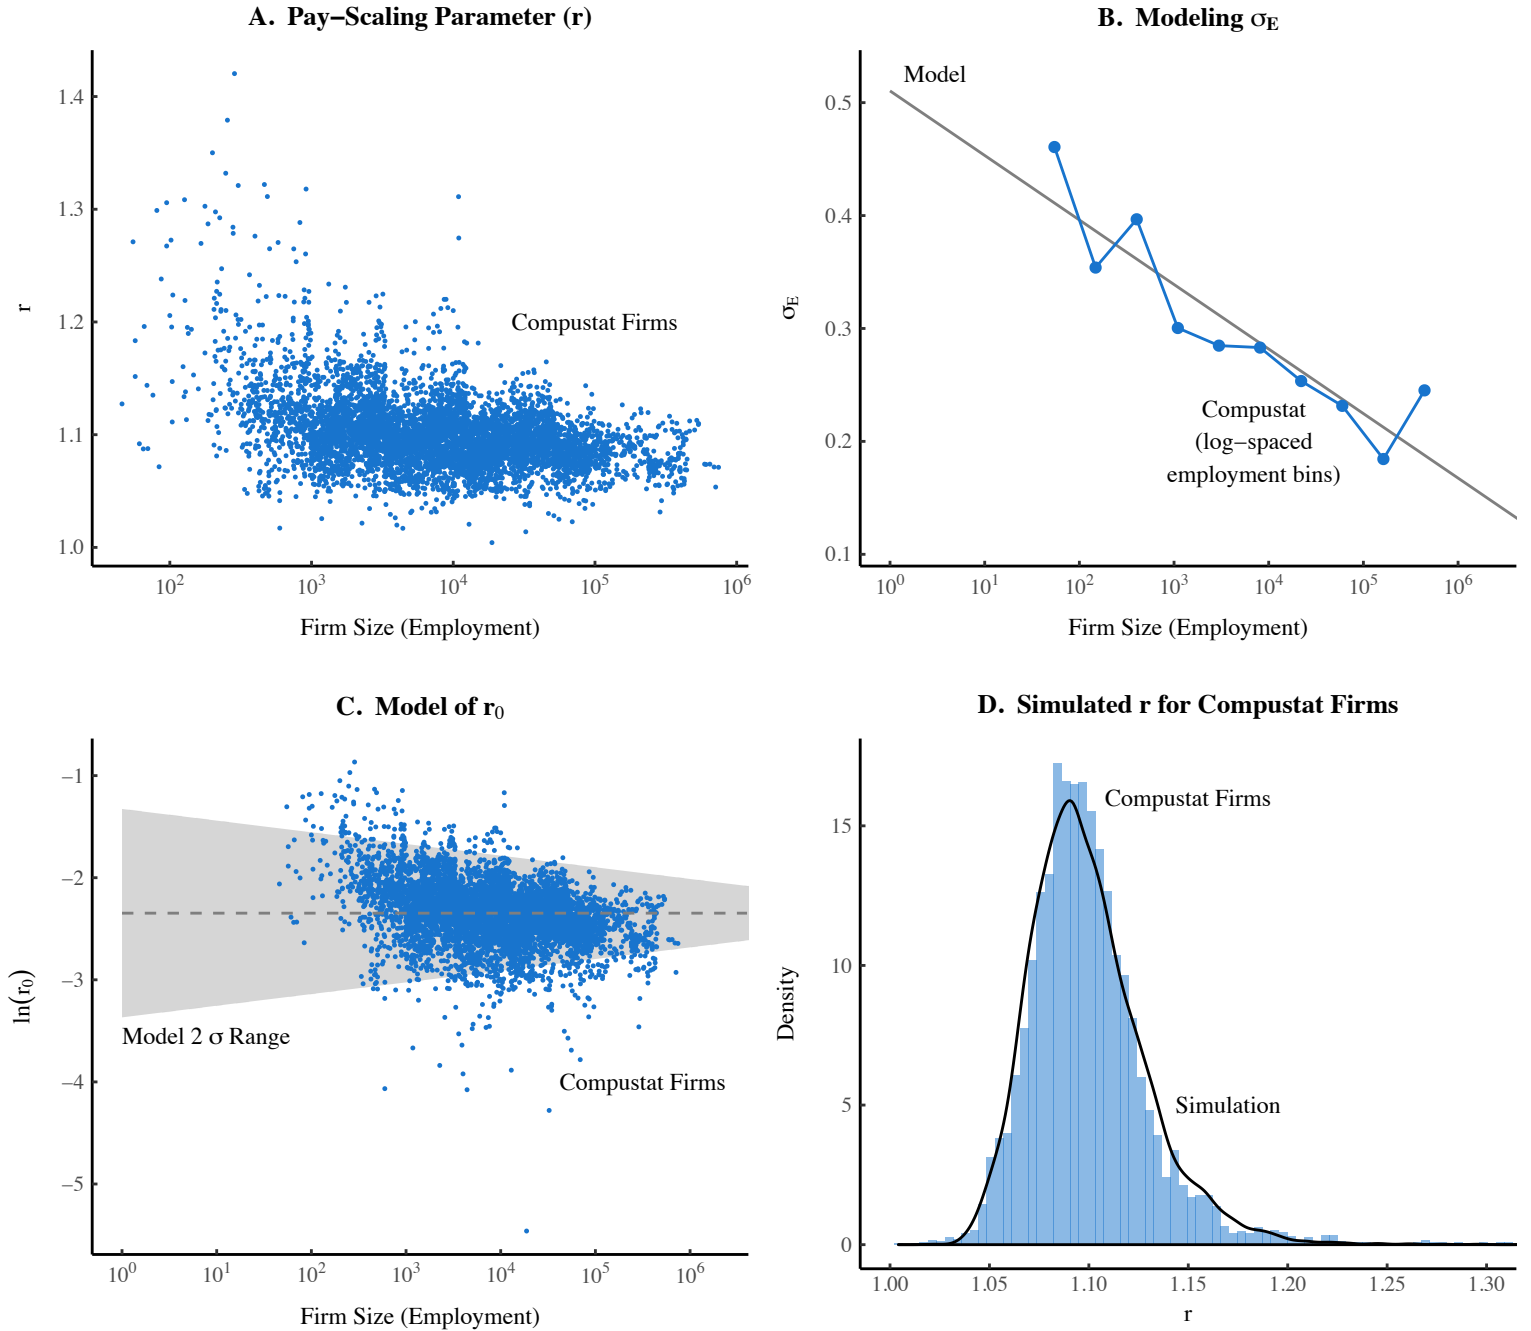 A. Pay–Scaling Parameter (r)
1.4
1.3
1.2
1.1
1.0
r
Compustat Firms
10² 10³ 10⁴ 10⁵ 10⁶
Firm Size (Employment)
B. Modeling σE
Model
0.5
0.4
0.3
0.2
0.1
σE
Compustat
(log–spaced
employment bins)
10⁰ 10¹ 10² 10³ 10⁴ 10⁵ 10⁶
Firm Size (Employment)
C. Model of r₀
−1
−2
−3
−4
−5
ln(r₀)
Model 2 σ Range
Compustat Firms
10⁰ 10¹ 10² 10³ 10⁴ 10⁵ 10⁶
Firm Size (Employment)
D. Simulated r for Compustat Firms
15
10
5
0
Density
Compustat Firms
Simulation
1.00 1.05 1.10 1.15 1.20 1.25 1.30
r